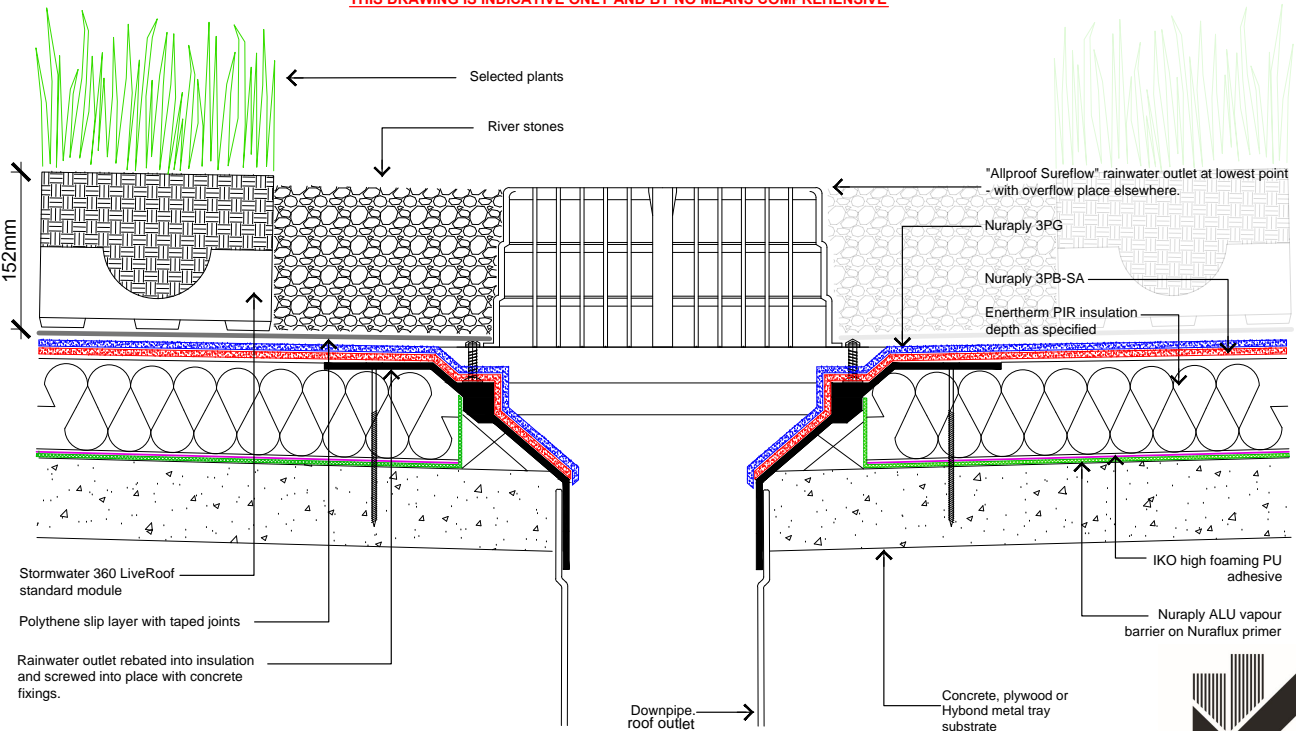 THIS DRAWING IS INDICATIVE ONLY AND BY NO MEANS COMPREHENSIVE
Selected plants
River stones
152mm
"Allproof Sureflow" rainwater outlet at lowest point
- with overflow place elsewhere.
Nuraply 3PG
Nuraply 3PB-SA
Enertherm PIR insulation
depth as specified
Stormwater 360 LiveRoof
standard module
Polythene slip layer with taped joints
Rainwater outlet rebated into insulation
and screwed into place with concrete
fixings.
IKO high foaming PU
adhesive
Nuraply ALU vapour
barrier on Nuraflux primer
Downpipe.
roof outlet
Concrete, plywood or
Hybond metal tray
substrate